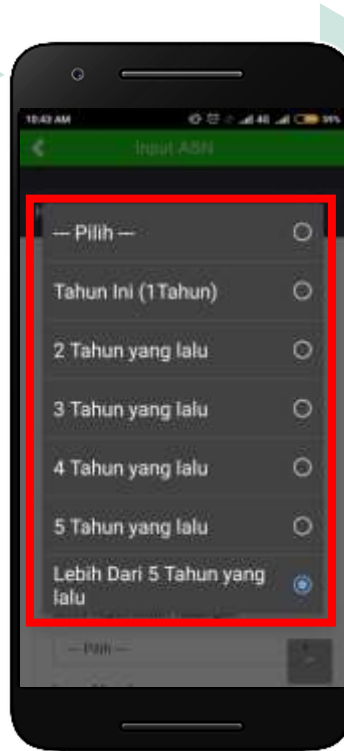 10:43 AM
4G
Input ASN
--- Pilih ---
Tahun Ini (1Tahun)
2 Tahun yang lalu
3 Tahun yang lalu
4 Tahun yang lalu
5 Tahun yang lalu
Lebih Dari 5 Tahun yang
lalu
--- Pilih ---